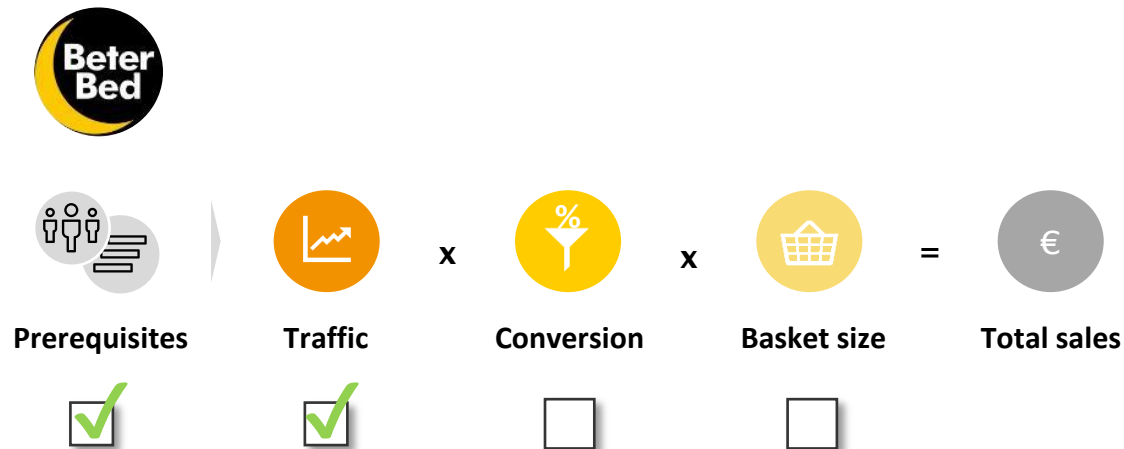 Beter
Bed
%
x
x
=
€
Prerequisites
Traffic
Conversion
Basket size
Total sales